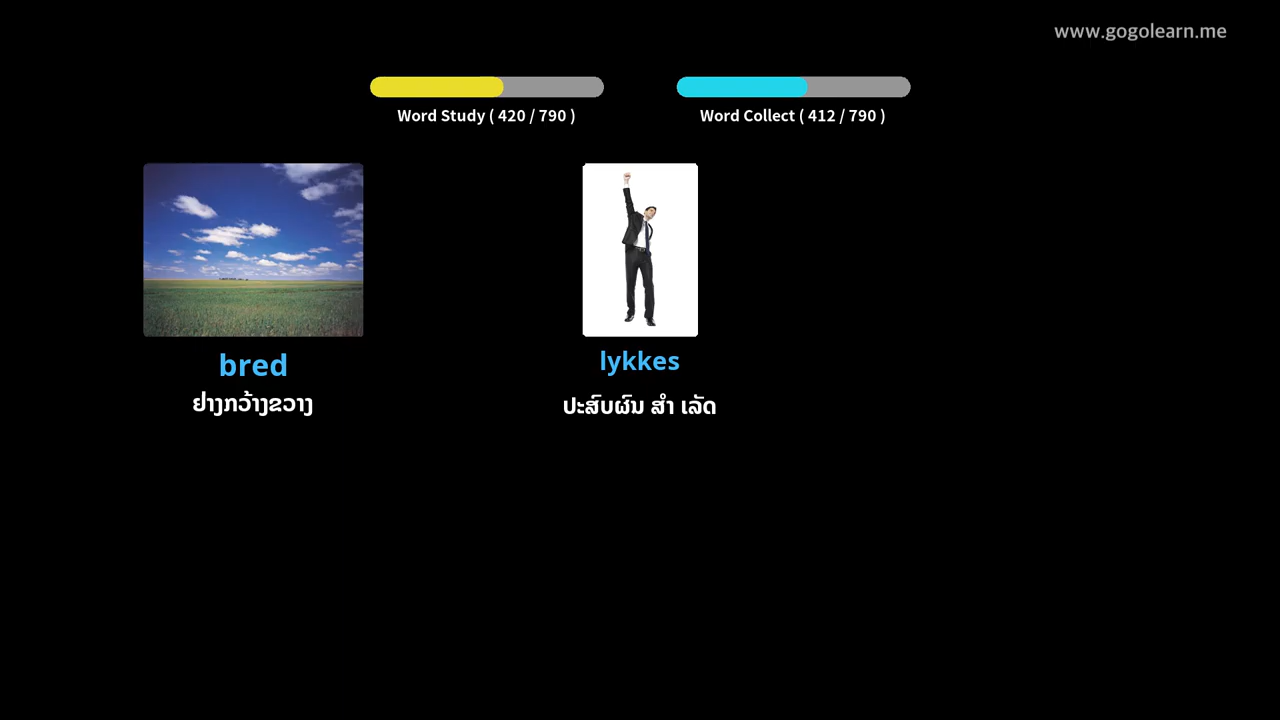 www.gogolearn.me
Word Study ( 420 / 790 )
Word Collect ( 412 / 790 )
bred
ຢ່າງກວ້າງຂວາງ
lykkes
ປະສົບຜົນ ສຳ ເລັດ